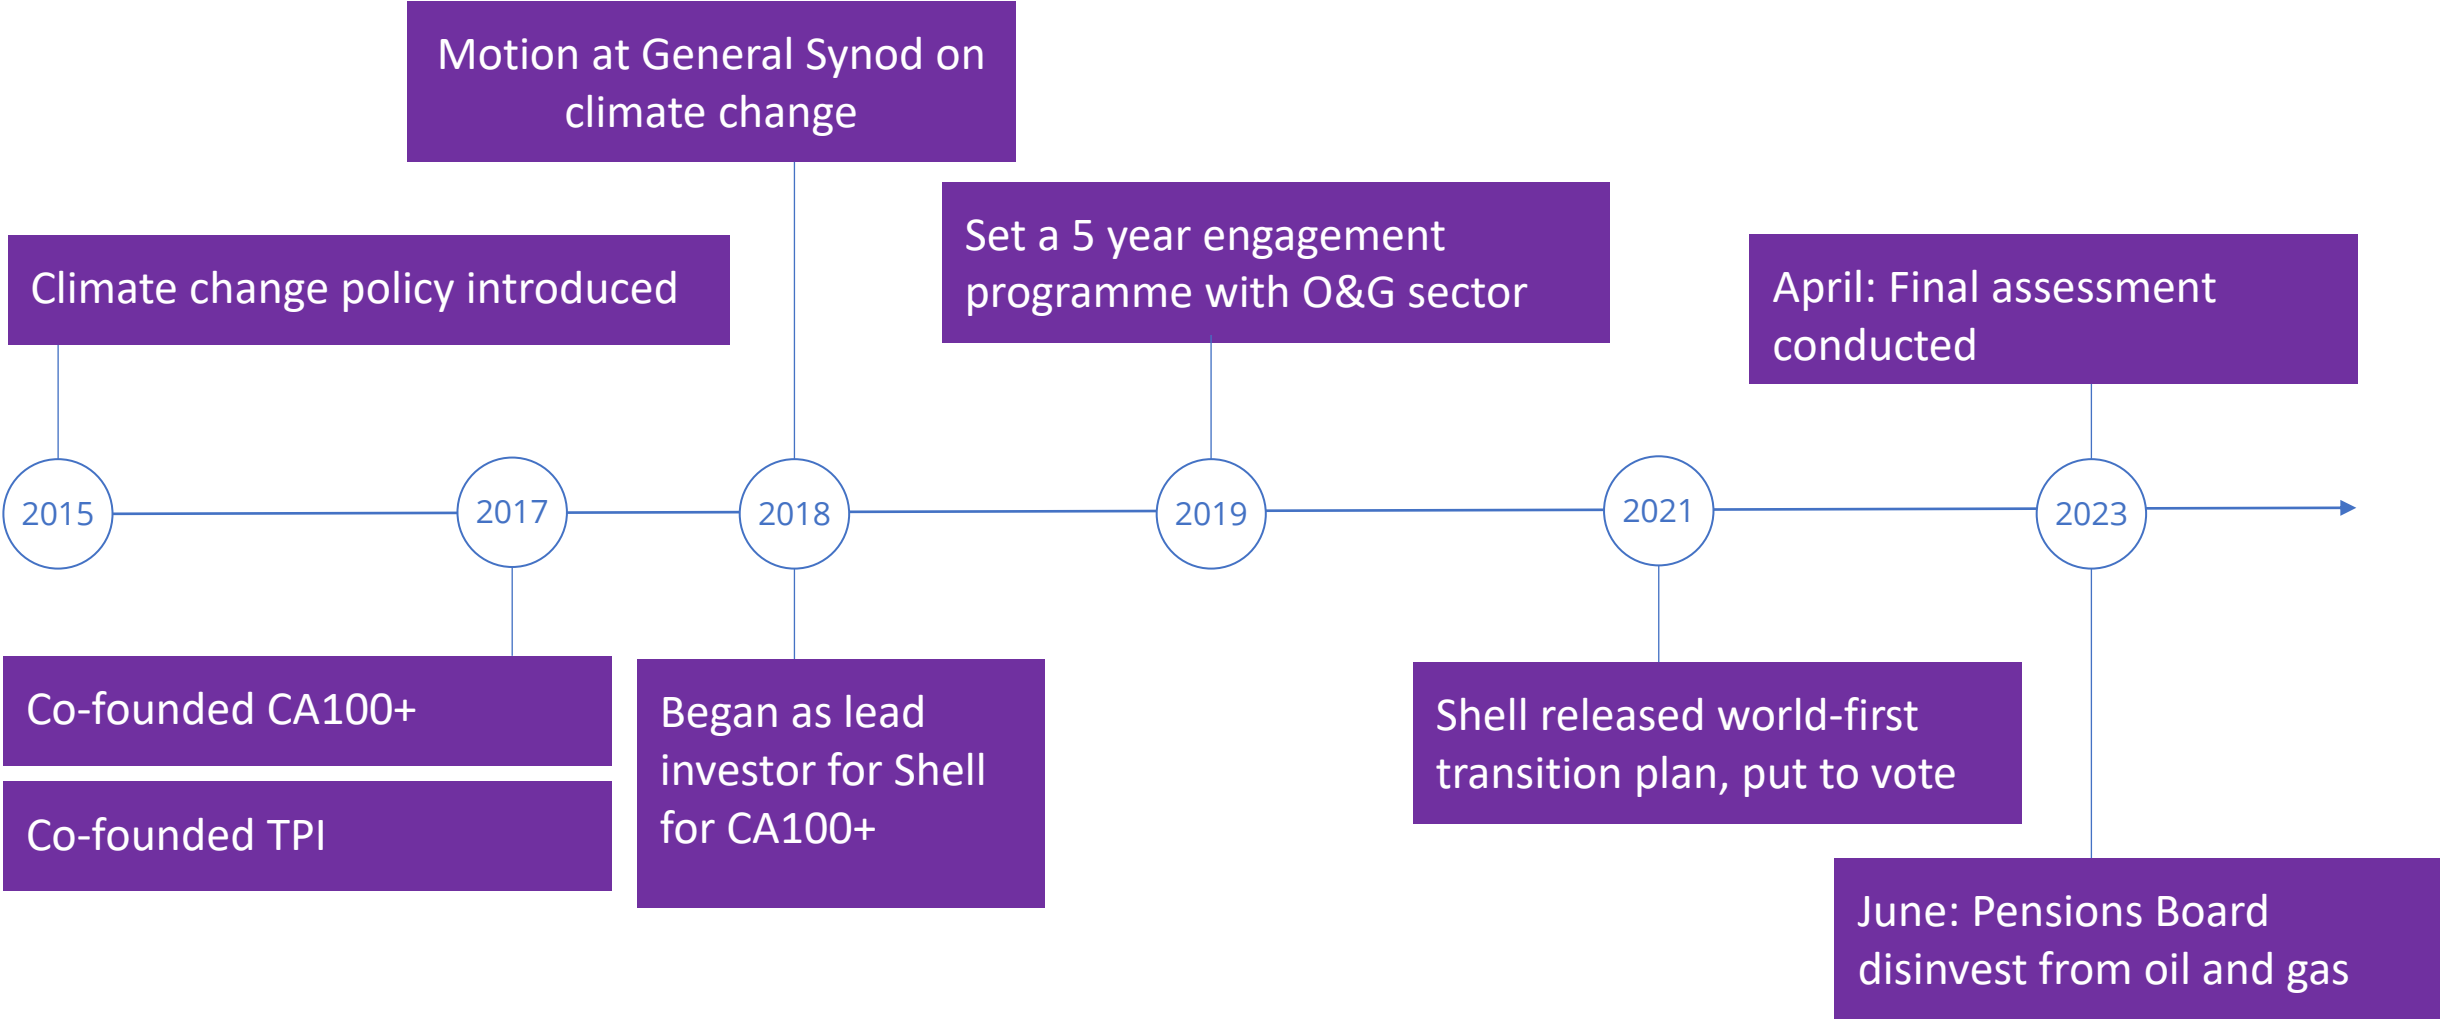 Motion at General Synod on
climate change
Climate change policy introduced
Set a 5 year engagement
programme with O&G sector
April: Final assessment
conducted
2015
2017
2018
2019
2021
2023
Co-founded CA100+
Co-founded TPI
Began as lead
investor for Shell
for CA100+
Shell released world-first
transition plan, put to vote
June: Pensions Board
disinvest from oil and gas